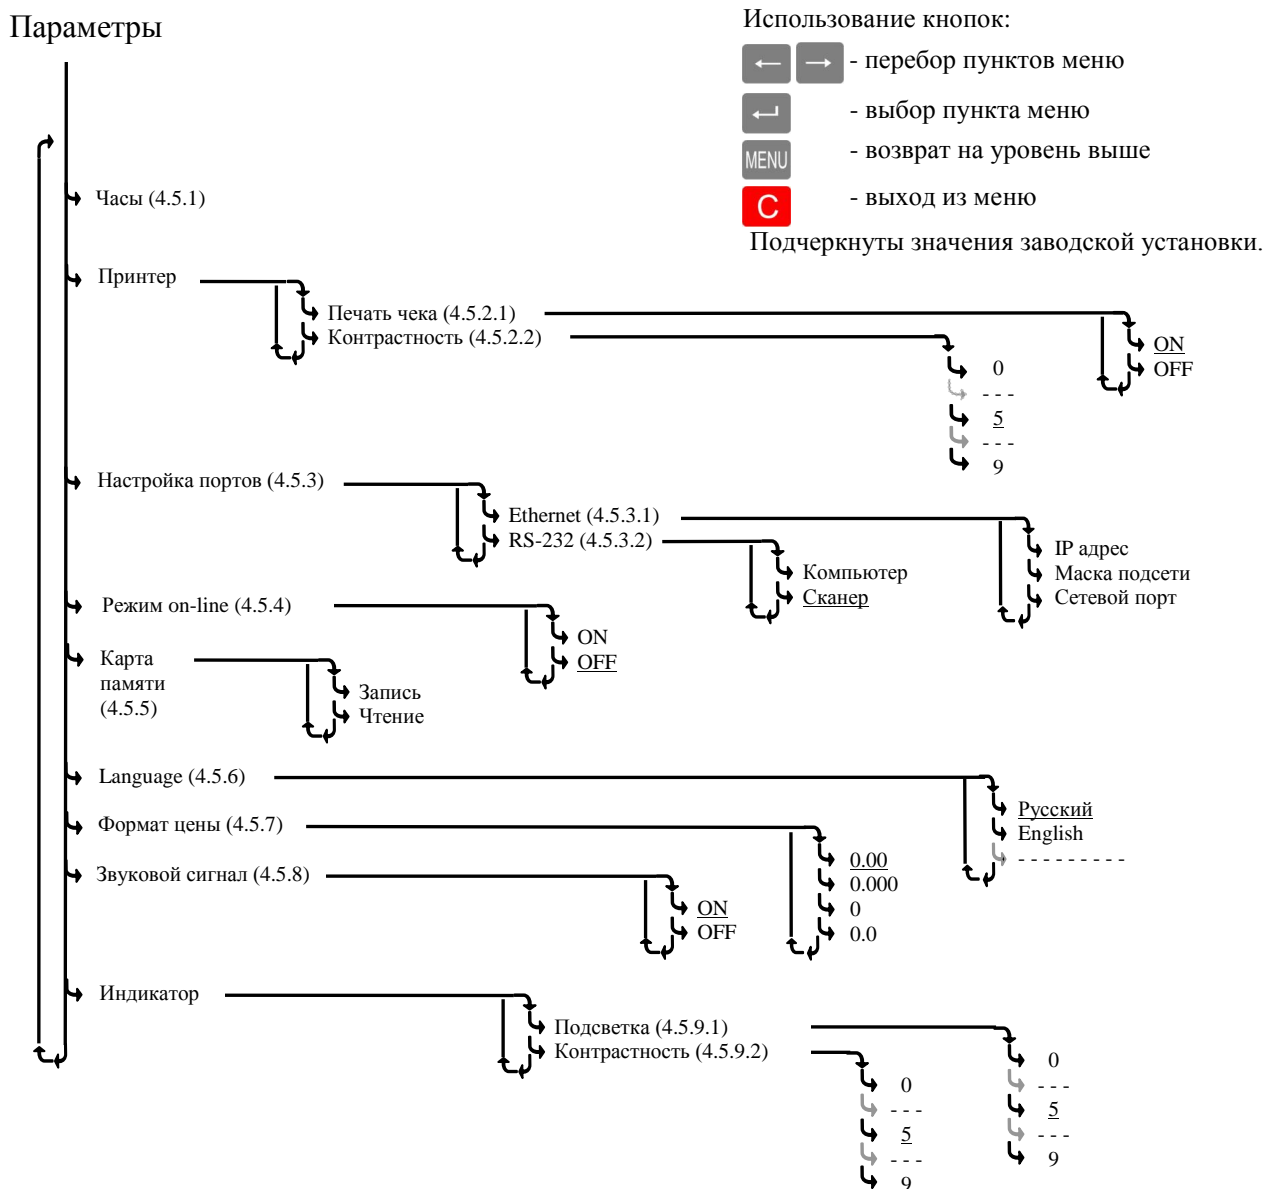 Параметры
Использование кнопок:
- перебор пунктов меню
- выбор пункта меню
MENU - возврат на уровень выше
C - выход из меню
Подчеркнуты значения заводской установки.
Часы (4.5.1)
Принтер
Печать чека (4.5.2.1)
Контрастность (4.5.2.2)
ON
OFF
0
- - -
5
- - -
9
Настройка портов (4.5.3)
Ethernet (4.5.3.1)
RS-232 (4.5.3.2)
IP адрес
Маска подсети
Сетевой порт
Компьютер
Сканер
Режим on-line (4.5.4)
ON
OFF
Карта
памяти
(4.5.5)
Запись
Чтение
Language (4.5.6)
Русский
English
- - - - - - - - -
Формат цены (4.5.7)
0.00
0.000
0
0.0
Звуковой сигнал (4.5.8)
ON
OFF
Индикатор
Подсветка (4.5.9.1)
Контрастность (4.5.9.2)
0
- - -
5
- - -
9
0
- - -
5
- - -
9